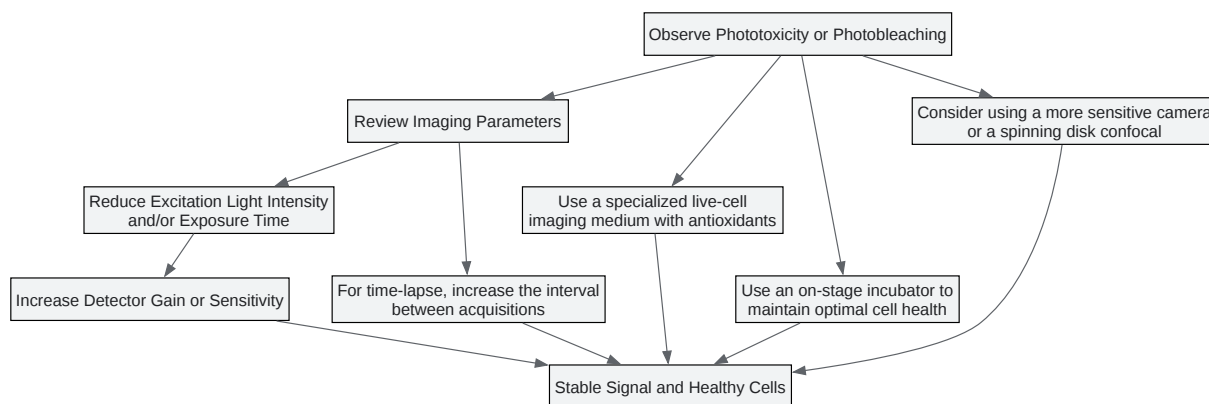 Observe Phototoxicity or Photobleaching
Review Imaging Parameters
Consider using a more sensitive camera
or a spinning disk confocal
Reduce Excitation Light Intensity
and/or Exposure Time
Use a specialized live-cell
imaging medium with antioxidants
Increase Detector Gain or Sensitivity
For time-lapse, increase the interval
between acquisitions
Use an on-stage incubator to
maintain optimal cell health
Stable Signal and Healthy Cells